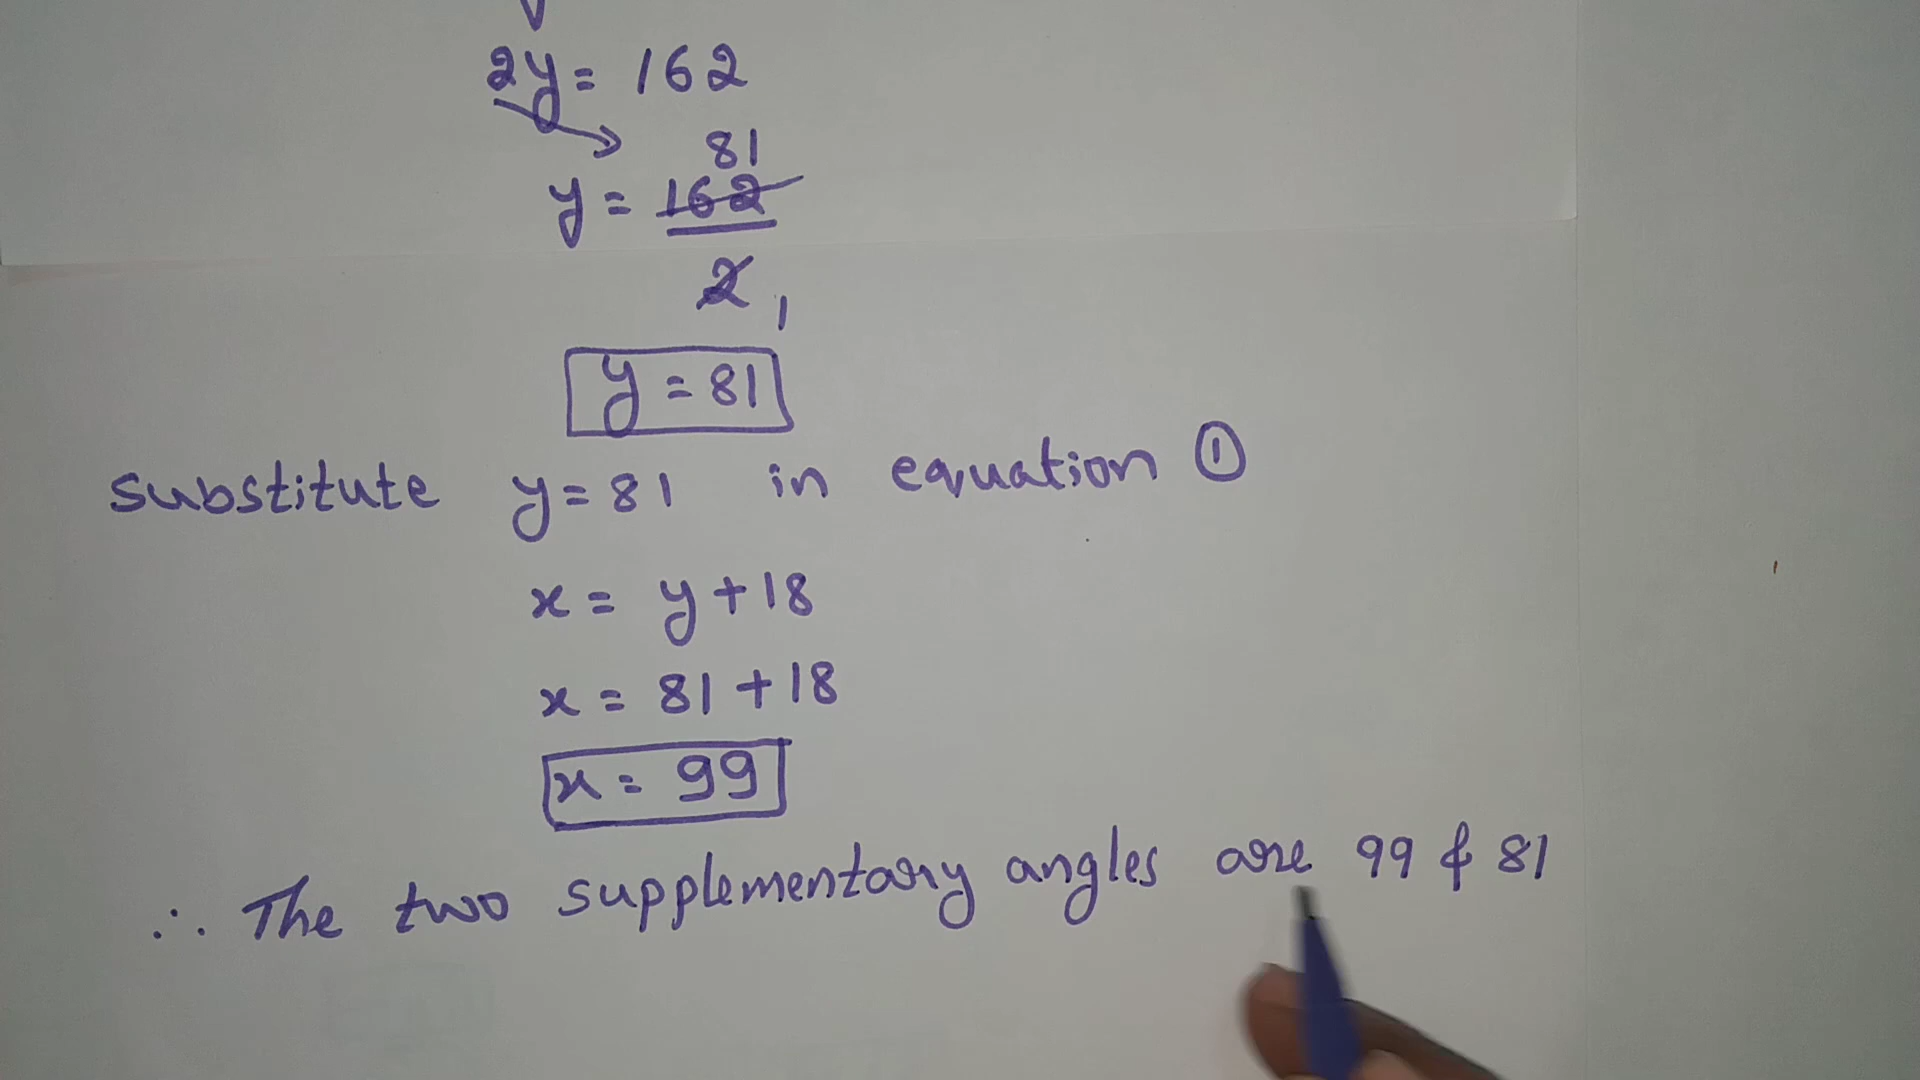 2y = 162
81
y = 162
2 1
y = 81
substitute y = 81 in equation ①
x = y + 18
x = 81 + 18
x = 99
∴ The two supplementary angles are 99 & 81